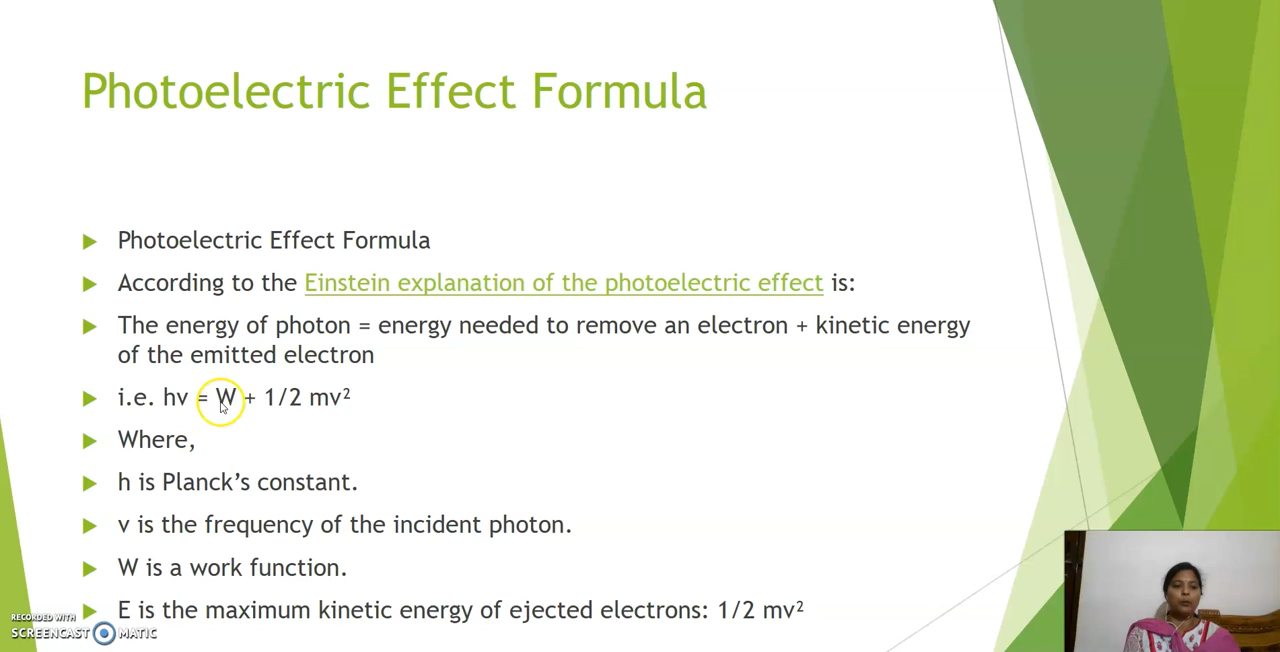 Photoelectric Effect Formula
Photoelectric Effect Formula
According to the Einstein explanation of the photoelectric effect is:
The energy of photon = energy needed to remove an electron + kinetic energy
of the emitted electron
i.e. hv = W + 1/2 mv²
Where,
h is Planck’s constant.
v is the frequency of the incident photon.
W is a work function.
E is the maximum kinetic energy of ejected electrons: 1/2 mv²
RECORDED WITH
SCREENCAST MATIC